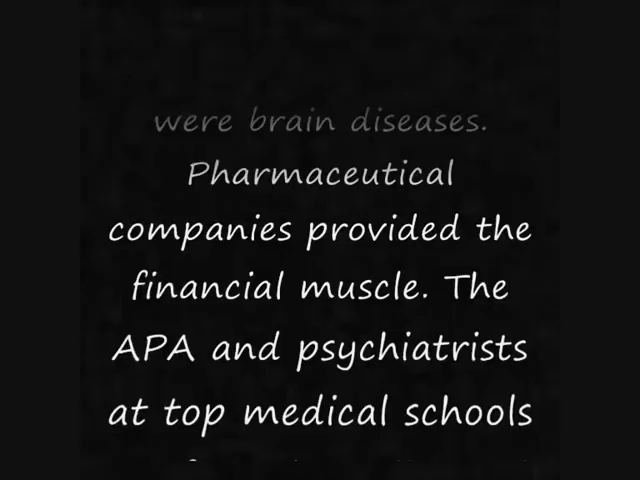 were brain diseases.
Pharmaceutical
companies provided the
financial muscle. The
APA and psychiatrists
at top medical schools